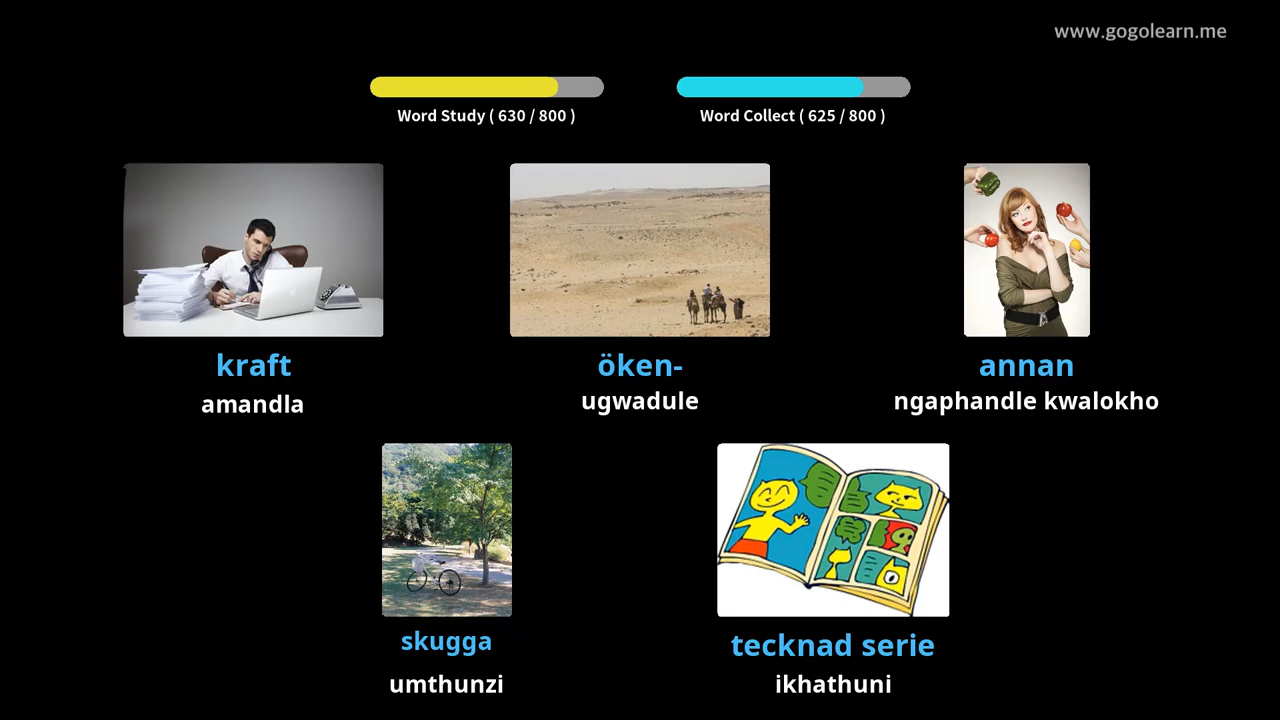 www.gogolearn.me
Word Study ( 630 / 800 )
Word Collect ( 625 / 800 )
kraft
amandla
öken-
ugwadule
annan
ngaphandle kwalokho
skugga
umthunzi
tecknad serie
ikhathuni